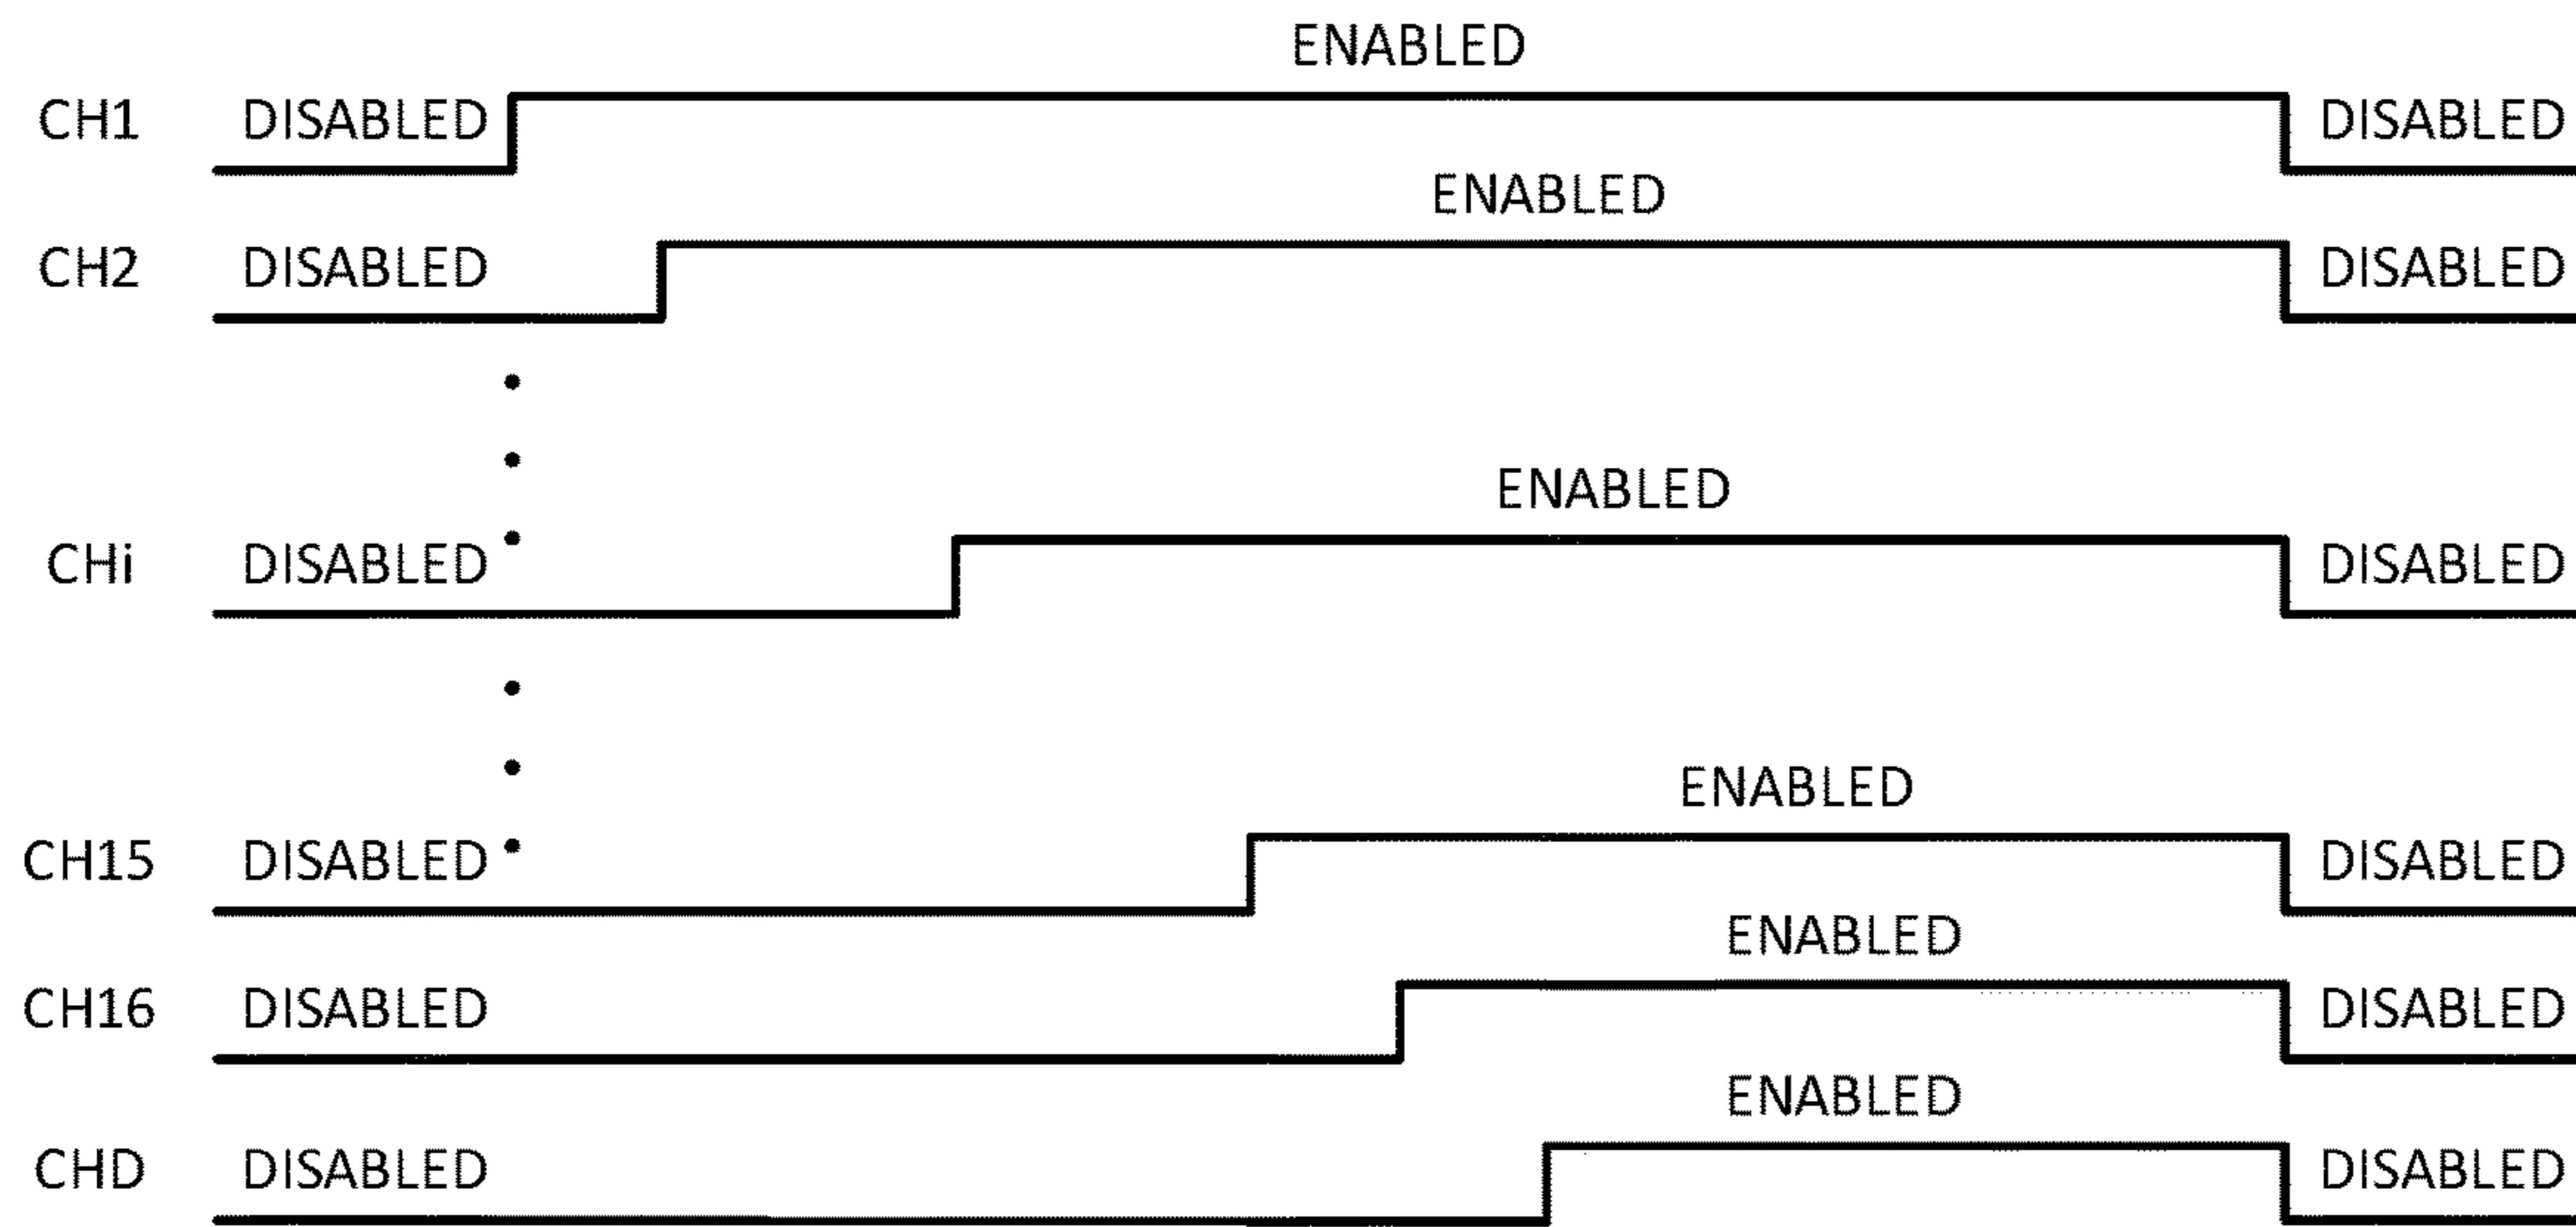 ENABLED
CH1 DISABLED DISABLED
ENABLED
CH2 DISABLED DISABLED
ENABLED
CHi DISABLED DISABLED
ENABLED
CH15 DISABLED DISABLED
ENABLED
CH16 DISABLED DISABLED
ENABLED
CHD DISABLED DISABLED